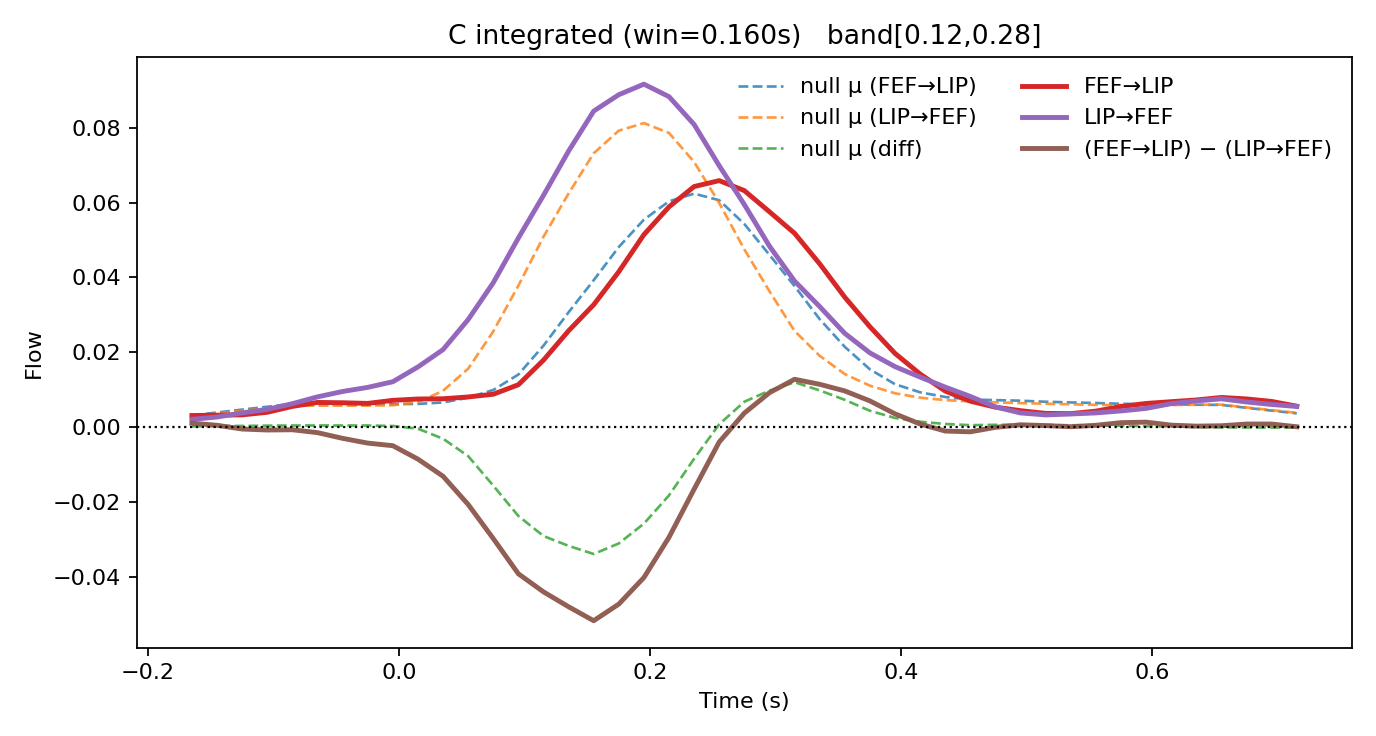 C integrated (win=0.160s)   band[0.12,0.28]
null μ (FEF→LIP)
null μ (LIP→FEF)
null μ (diff)
FEF→LIP
LIP→FEF
(FEF→LIP) − (LIP→FEF)
Flow
0.08
0.06
0.04
0.02
0.00
−0.02
−0.04
−0.2
0.0
0.2
0.4
0.6
Time (s)